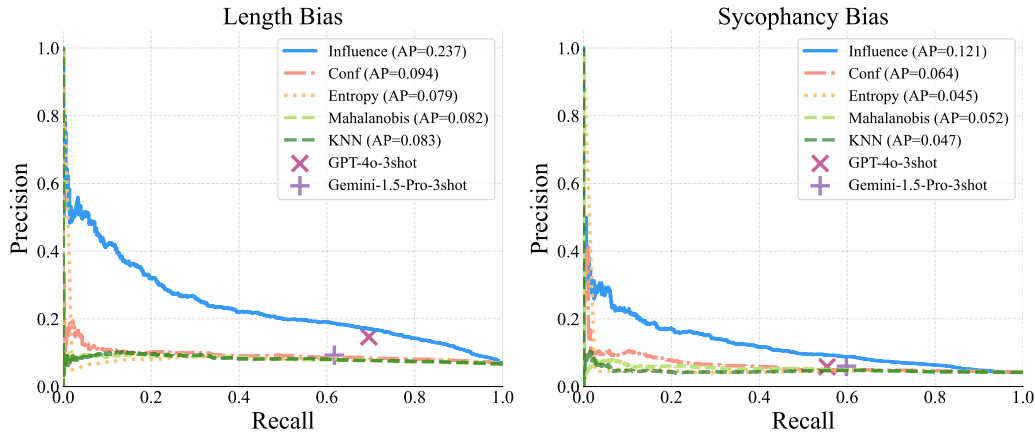 Length Bias
Precision
1.0
0.8
0.6
0.4
0.2
0.0
0.0
0.2
0.4
0.6
0.8
1.0
Recall
Influence (AP=0.237)
Conf (AP=0.094)
Entropy (AP=0.079)
Mahalanobis (AP=0.082)
KNN (AP=0.083)
GPT-4o-3shot
Gemini-1.5-Pro-3shot
Sycophancy Bias
Precision
1.0
0.8
0.6
0.4
0.2
0.0
0.0
0.2
0.4
0.6
0.8
1.0
Recall
Influence (AP=0.121)
Conf (AP=0.064)
Entropy (AP=0.045)
Mahalanobis (AP=0.052)
KNN (AP=0.047)
GPT-4o-3shot
Gemini-1.5-Pro-3shot